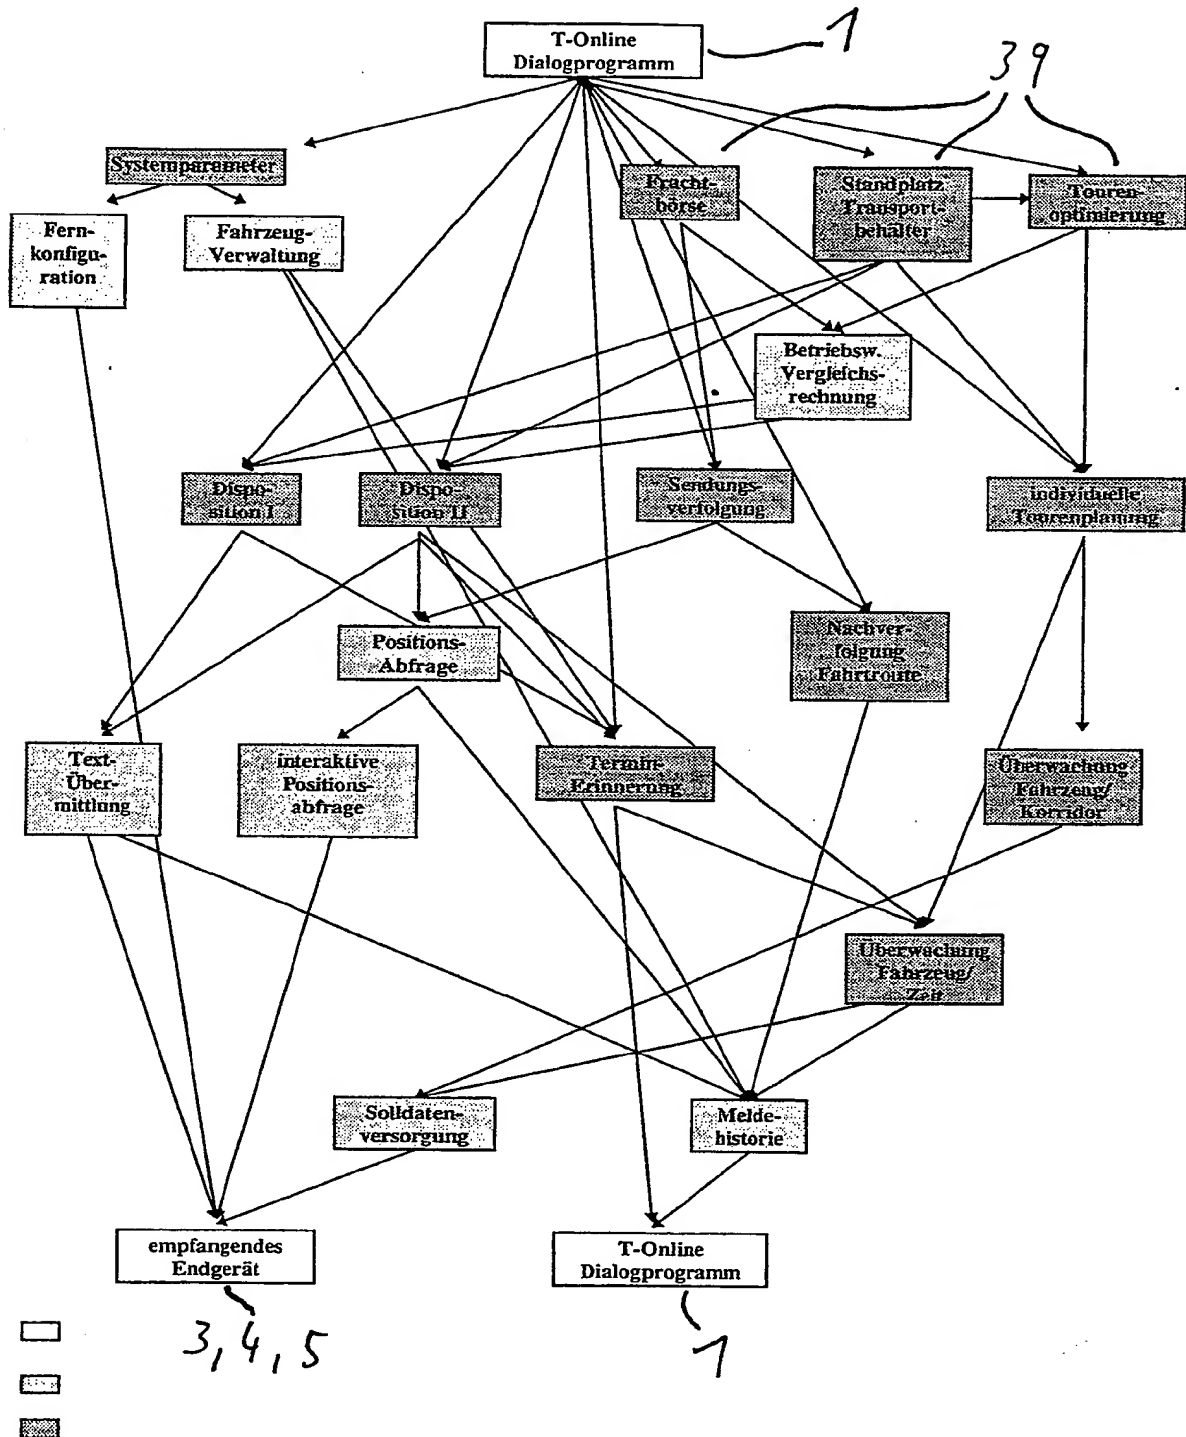 T-Online
Dialogprogramm
1
39
Systemparameter
Fracht-
börse
Standplatz
Transport-
behälter
Touren-
optimierung
Fern-
konfigu-
ration
Fahrzeug-
Verwaltung
Betriebsw.
Vergleichs-
rechnung
Dispo-
sition I
Dispo-
sition II
Sendungs-
verfolgung
individuelle
Tourenplanung
Positions-
Abfrage
Nachver-
folgung
Fahrtroute
Text-
Über-
mittlung
interaktive
Positions-
abfrage
Termin-
Erinnerung
Überwachung
Fahrzeug/
Korridor
Überwachung
Fahrzeug/
Zeit
Solldaten-
versorgung
Melde-
historie
empfangendes
Endgerät
T-Online
Dialogprogramm
3, 4, 5
1